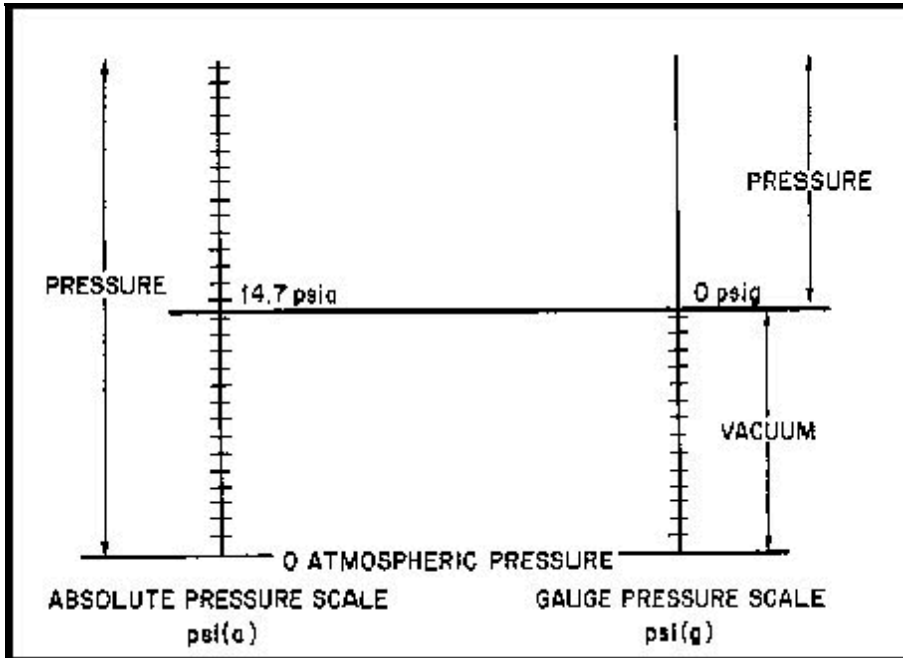 PRESSURE
PRESSURE
14.7 psia
0 psig
VACUUM
0 ATMOSPHERIC PRESSURE
ABSOLUTE PRESSURE SCALE
psi(a)
GAUGE PRESSURE SCALE
psi(g)